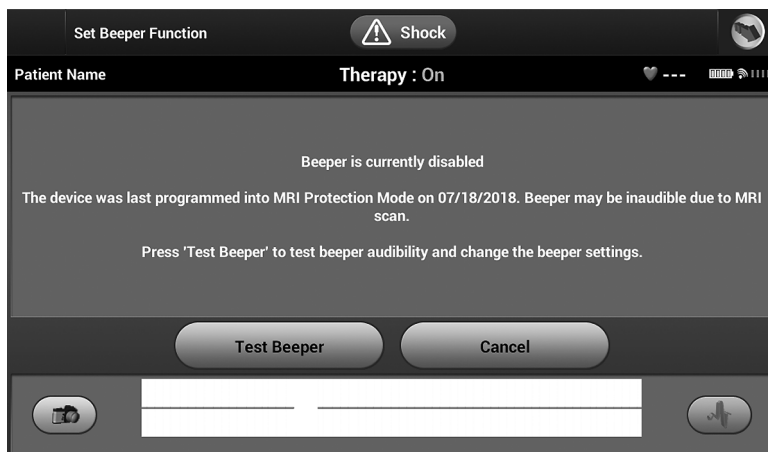 Set Beeper Function
Shock
Patient Name
Therapy : On
---
Beeper is currently disabled
The device was last programmed into MRI Protection Mode on 07/18/2018. Beeper may be inaudible due to MRI
scan.
Press 'Test Beeper' to test beeper audibility and change the beeper settings.
Test Beeper
Cancel